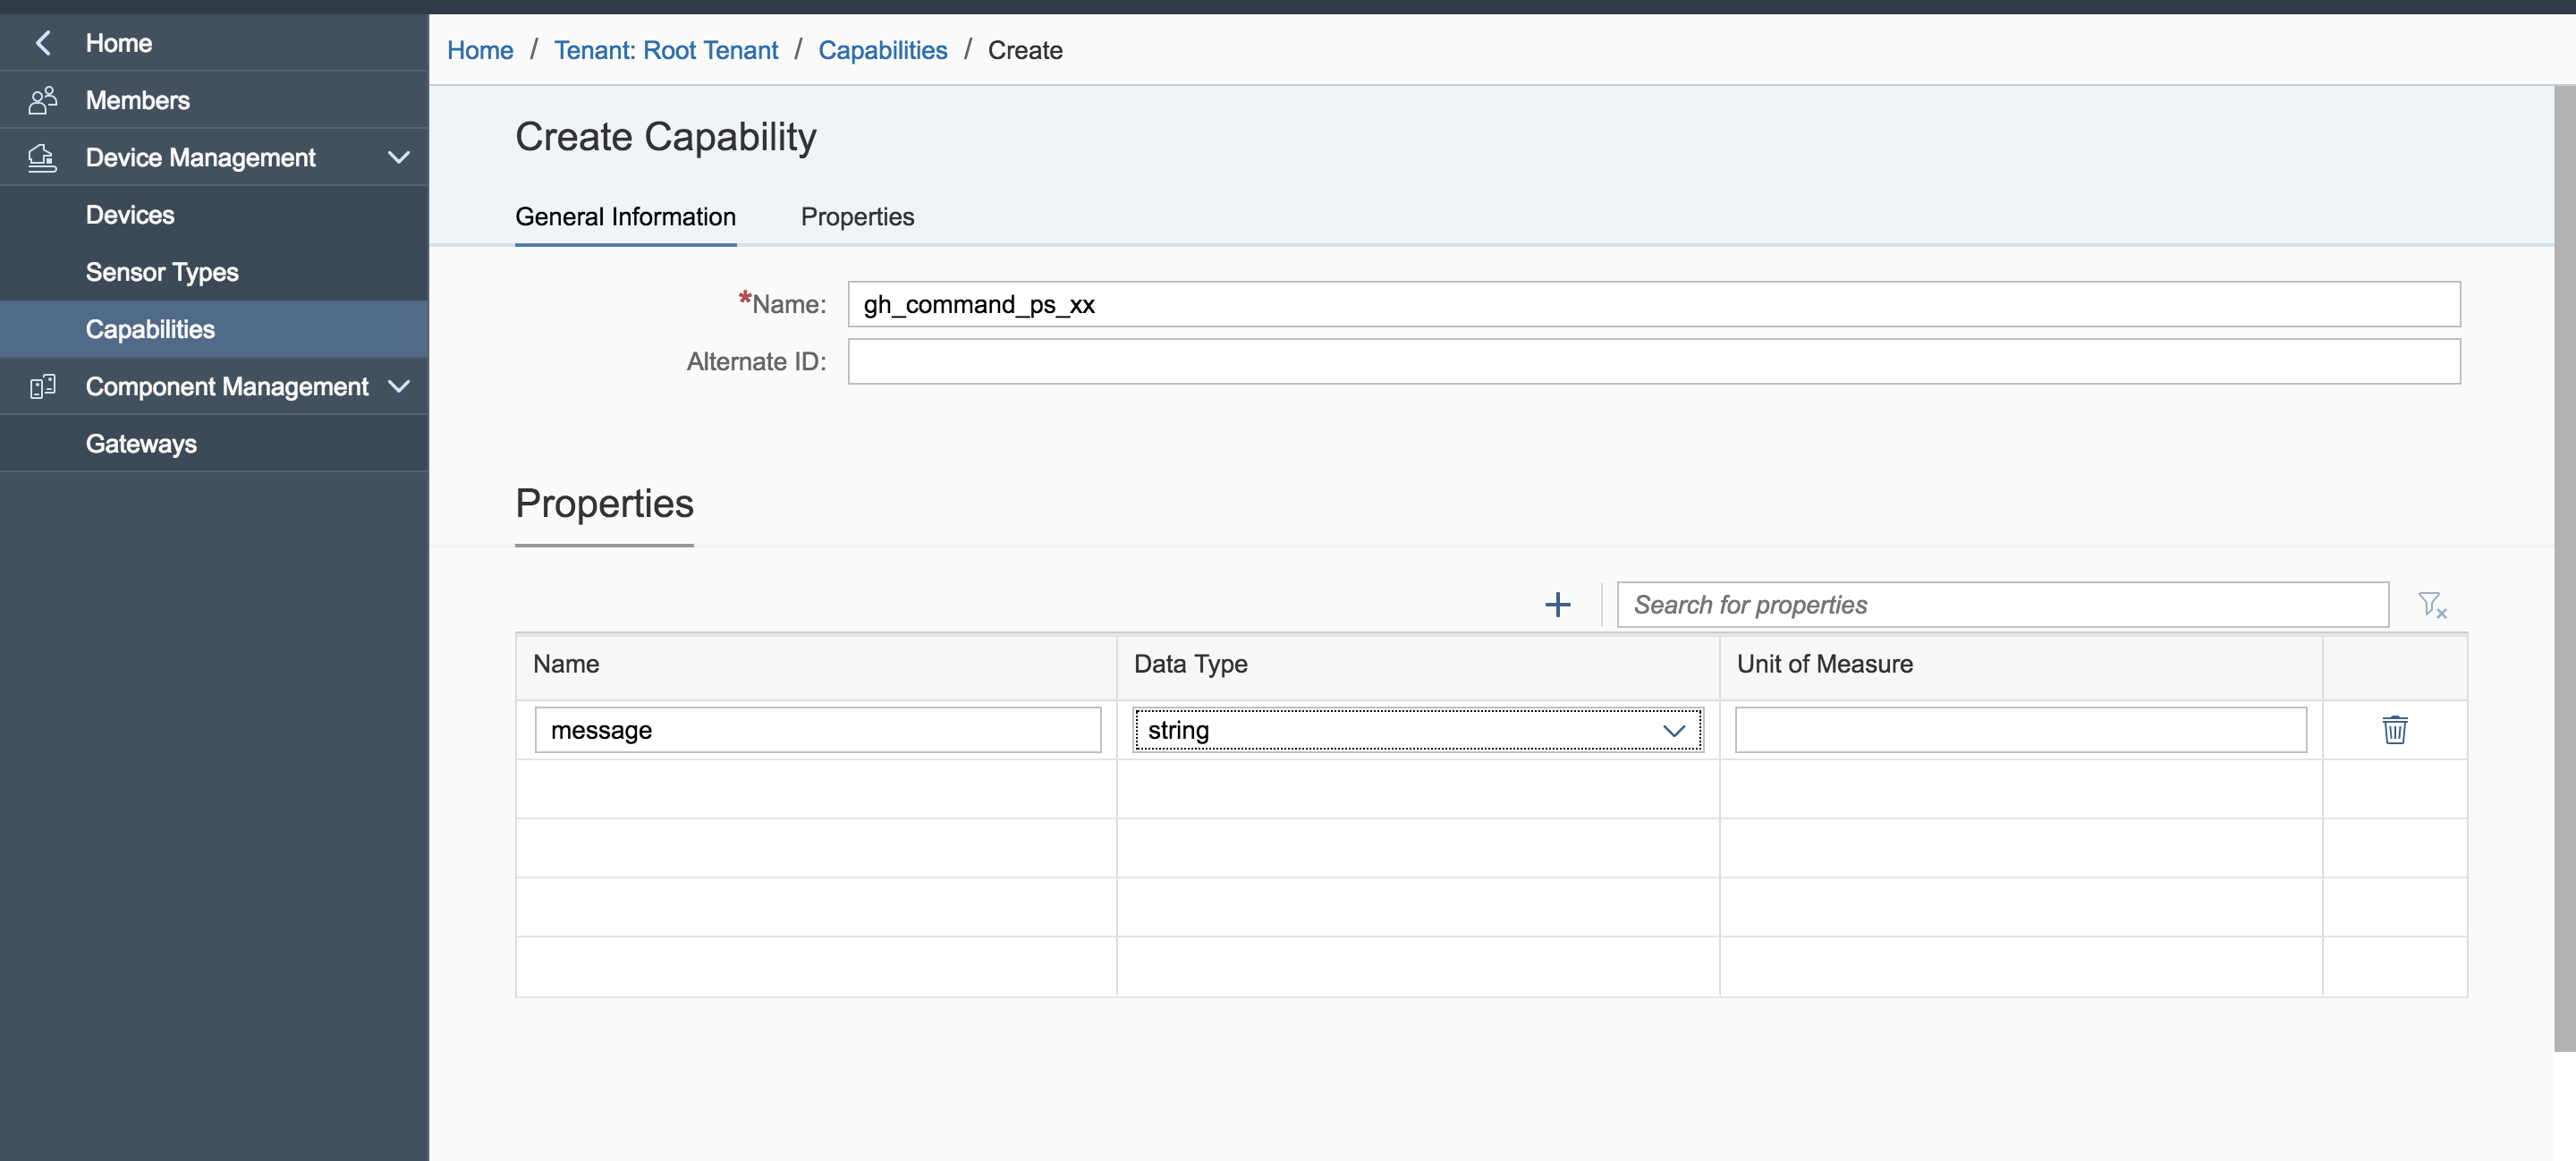 Home
Members
Device Management
Devices
Sensor Types
Capabilities
Component Management
Gateways
Home / Tenant: Root Tenant / Capabilities / Create
Create Capability
General Information Properties
*Name: gh_command_ps_xx
Alternate ID:
Properties
Search for properties
Name Data Type Unit of Measure
message string